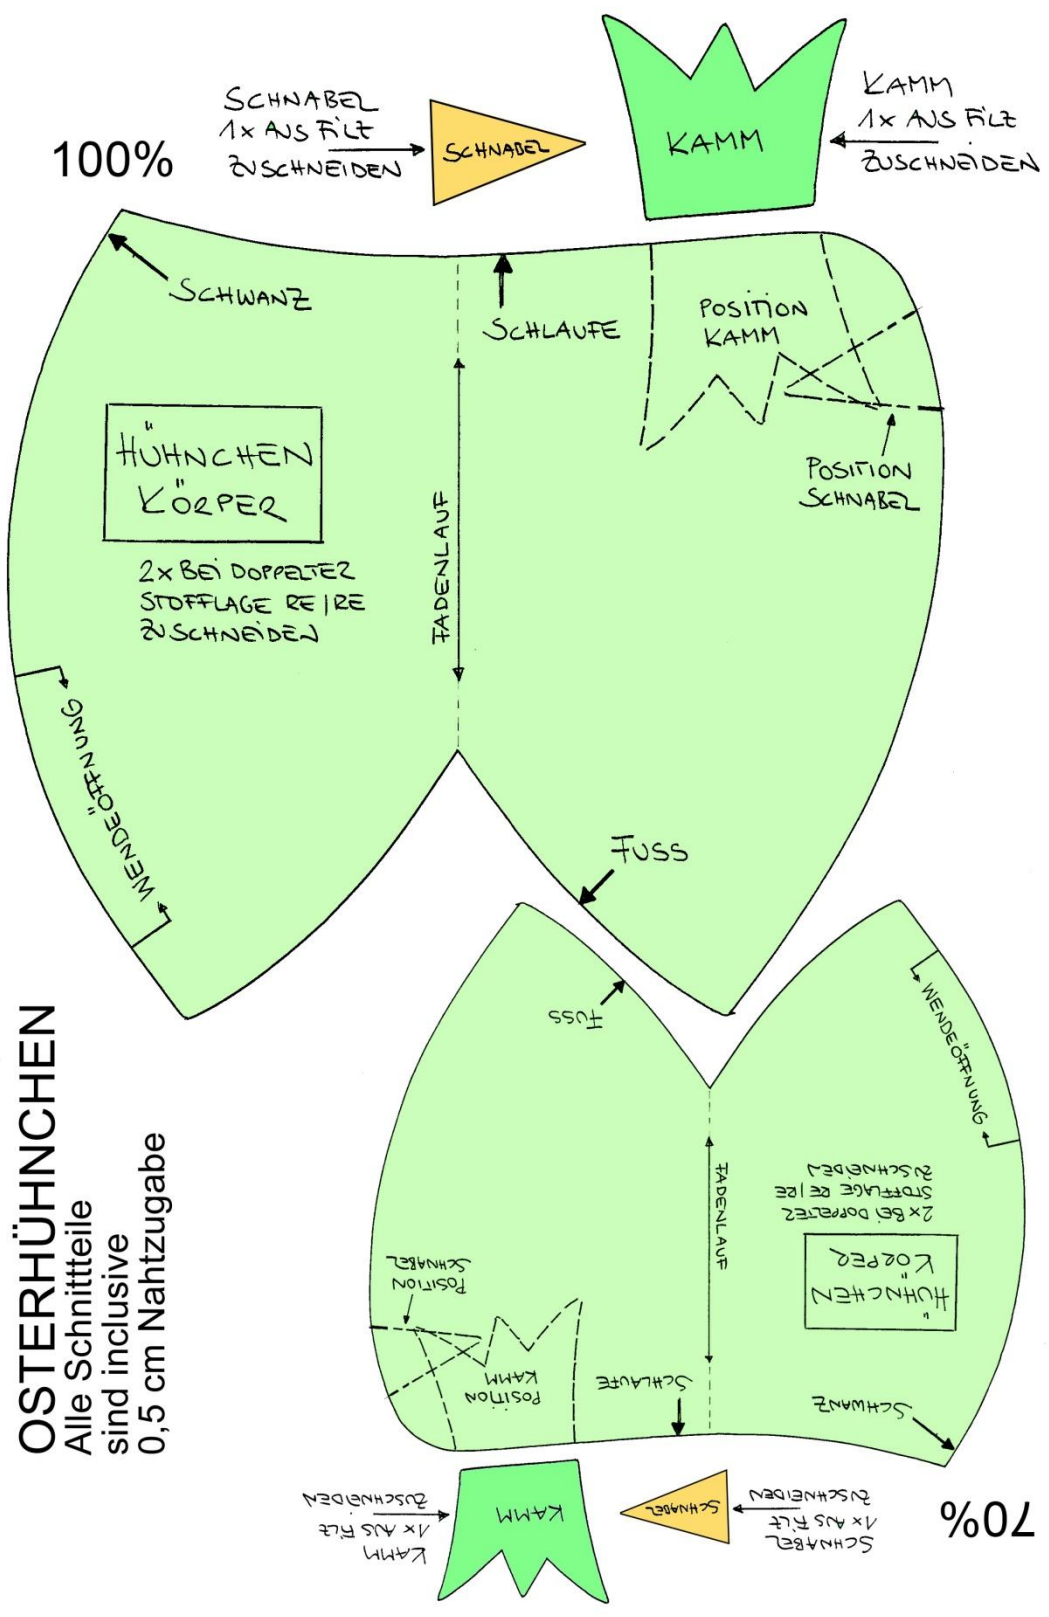 100%
SCHNABEL
1x AUS FILZ
ZUSCHNEIDEN
SCHNABEL
KAMM
KAMM
1x AUS FILZ
ZUSCHNEIDEN
SCHWANZ
SCHLAUFE
POSITION
KAMM
POSITION
SCHNABEL
HÜHNCHEN
KÖRPER
2x BEI DOPPELTER
STOFFLAGE RE|RE
ZUSCHNEIDEN
FADENLAUF
WENDEÖFFNUNG
FUSS
OSTERHÜHNCHEN
Alle Schnittteile
sind inclusive
0,5 cm Nahtzugabe
70%
SCHNABEL
1x AUS FILZ
ZUSCHNEIDEN
SCHNABEL
KAMM
KAMM
1x AUS FILZ
ZUSCHNEIDEN
SCHWANZ
SCHLAUFE
POSITION
KAMM
POSITION
SCHNABEL
HÜHNCHEN
KÖRPER
2x BEI DOPPELTER
STOFFLAGE RE|RE
ZUSCHNEIDEN
FADENLAUF
WENDEÖFFNUNG
FUSS